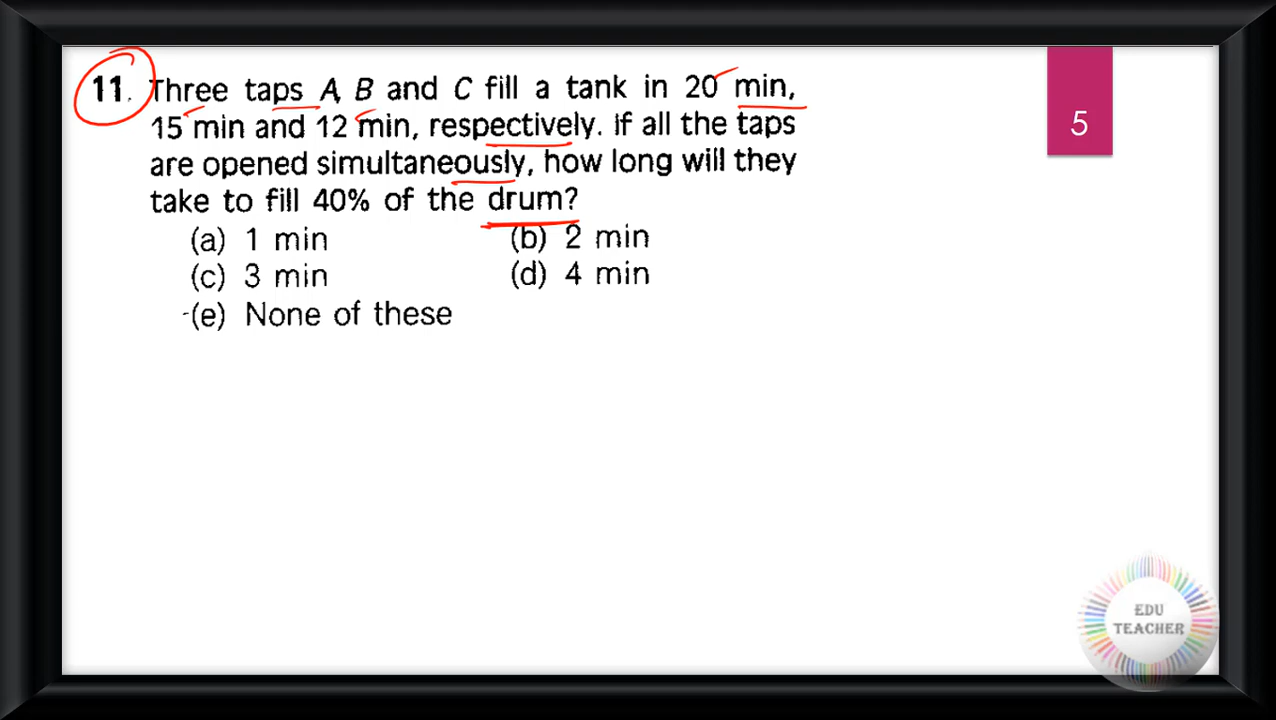 11. Three taps A, B and C fill a tank in 20 min,
15 min and 12 min, respectively. If all the taps
are opened simultaneously, how long will they
take to fill 40% of the drum?
(a) 1 min (b) 2 min
(c) 3 min (d) 4 min
(e) None of these
5
EDU
TEACHER